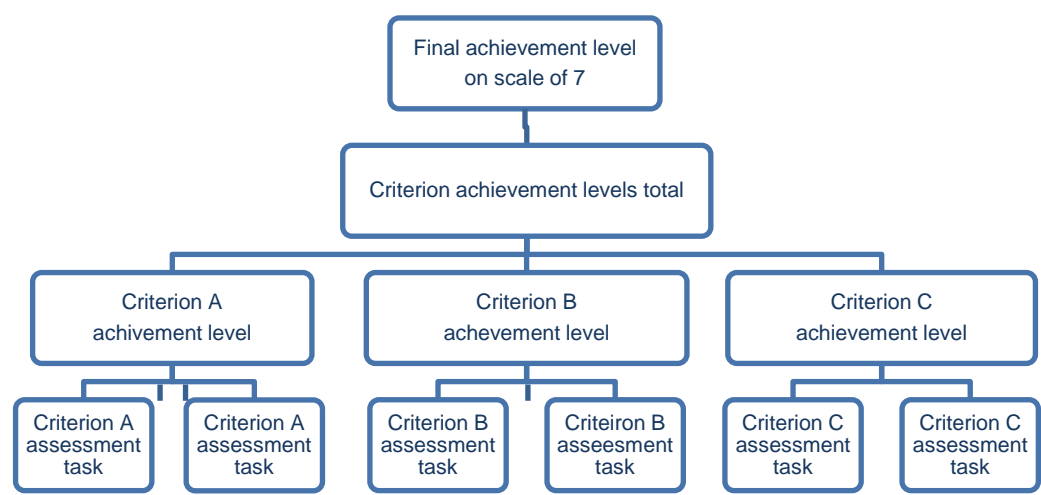 Final achievement level
on scale of 7
Criterion achievement levels total
Criterion A
achivement level
Criterion B
achevement level
Criterion C
achievement level
Criterion A
assessment
task
Criterion A
assessment
task
Criterion B
assessment
task
Criteiron B
asseesment
task
Criterion C
assessment
task
Criterion C
assessment
task